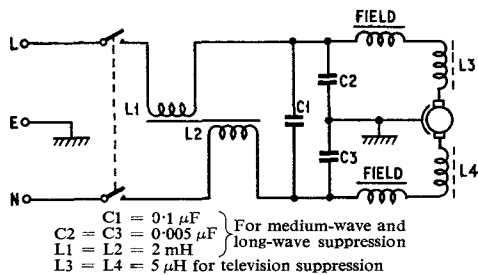 FIELD
L
L1
L2
C1
C2
L3
E
C3
L4
N
FIELD
C1 = 0·1 µF
C2 = C3 = 0·005 µF
L1 = L2 = 2 mH
For medium-wave and
long-wave suppression
L3 = L4 = 5 µH for television suppression